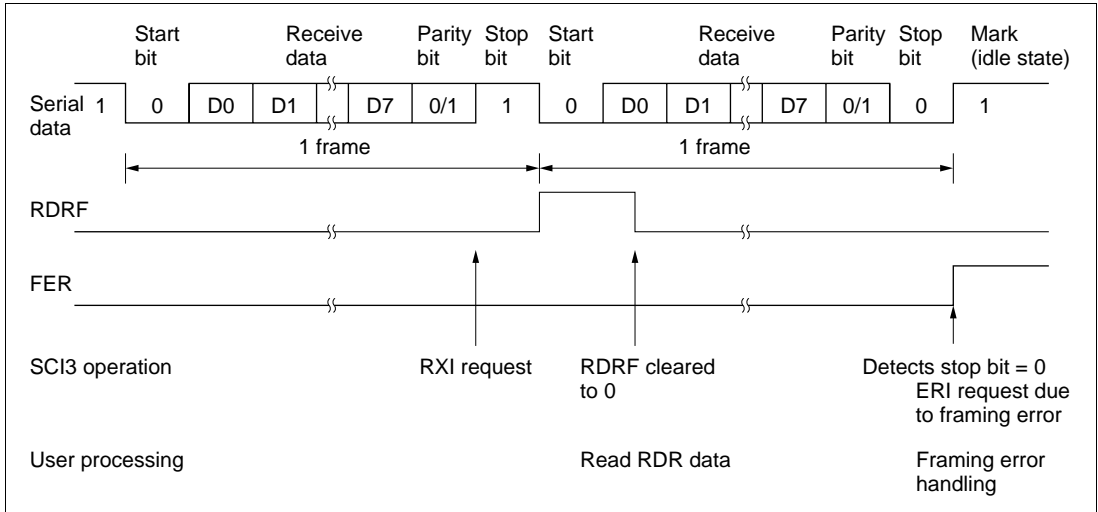 Start bit
Receive data
Parity bit
Stop bit
Start bit
Receive data
Parity bit
Stop bit
Mark (idle state)
Serial data
1 0 D0 D1 D7 0/1 1 0 D0 D1 D7 0/1 0 1
1 frame
1 frame
RDRF
FER
SCI3 operation
RXI request
RDRF cleared
to 0
Detects stop bit = 0
ERI request due
to framing error
User processing
Read RDR data
Framing error
handling